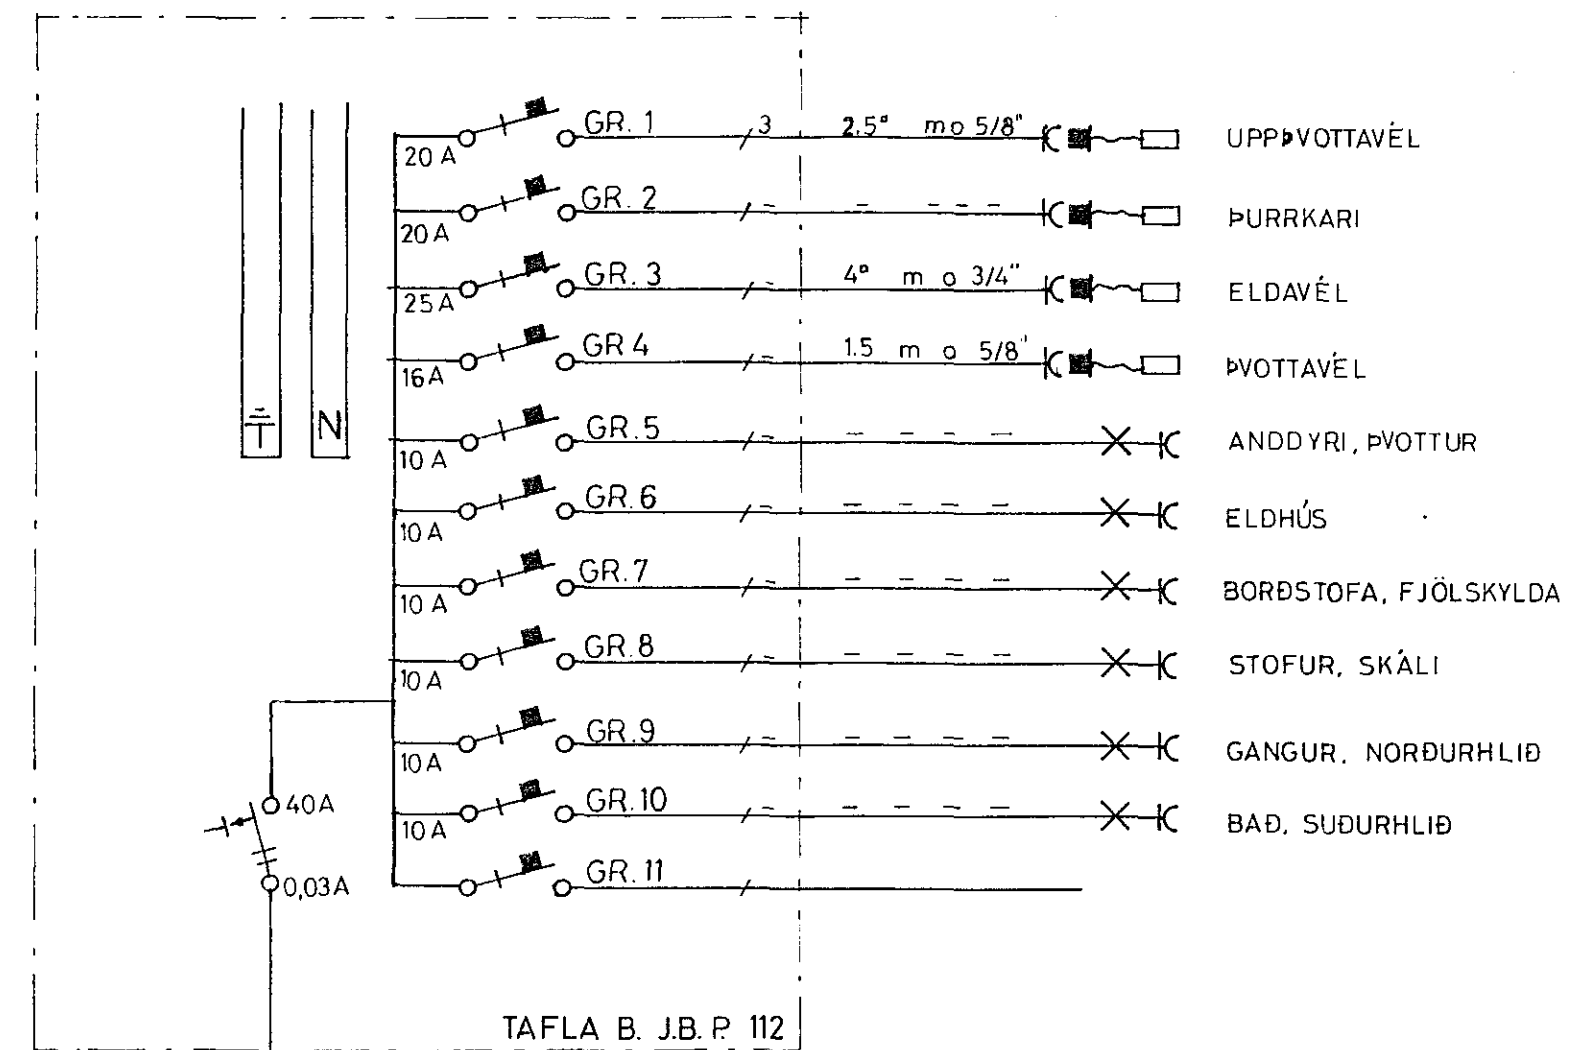 GR. 1 3 2.5° mo 5/8" UPPÞVOTTAVÉL
20 A
GR. 2 = - - - - ÞURRKARI
20 A
GR. 3 = 4° m o 3/4" ELDAVÉL
25 A
GR 4 = 1.5 m o 5/8" ÞVOTTAVÉL
16 A
T N
GR. 5 = - - - - ANDDYRI, ÞVOTTUR
10 A
GR. 6 = - - - - ELDHÚS
10 A
GR. 7 = - - - - BORÐSTOFA, FJÖLSKYLDA
10 A
GR. 8 = - - - - STOFUR, SKÁLI
10 A
GR. 9 = - - - - GANGUR, NORÐURHLIÐ
10 A
40A
GR. 10 = - - - - BAÐ, SUÐURHLIÐ
10 A
GR. 11
0,03A
TAFLA B. J.B.P. 112